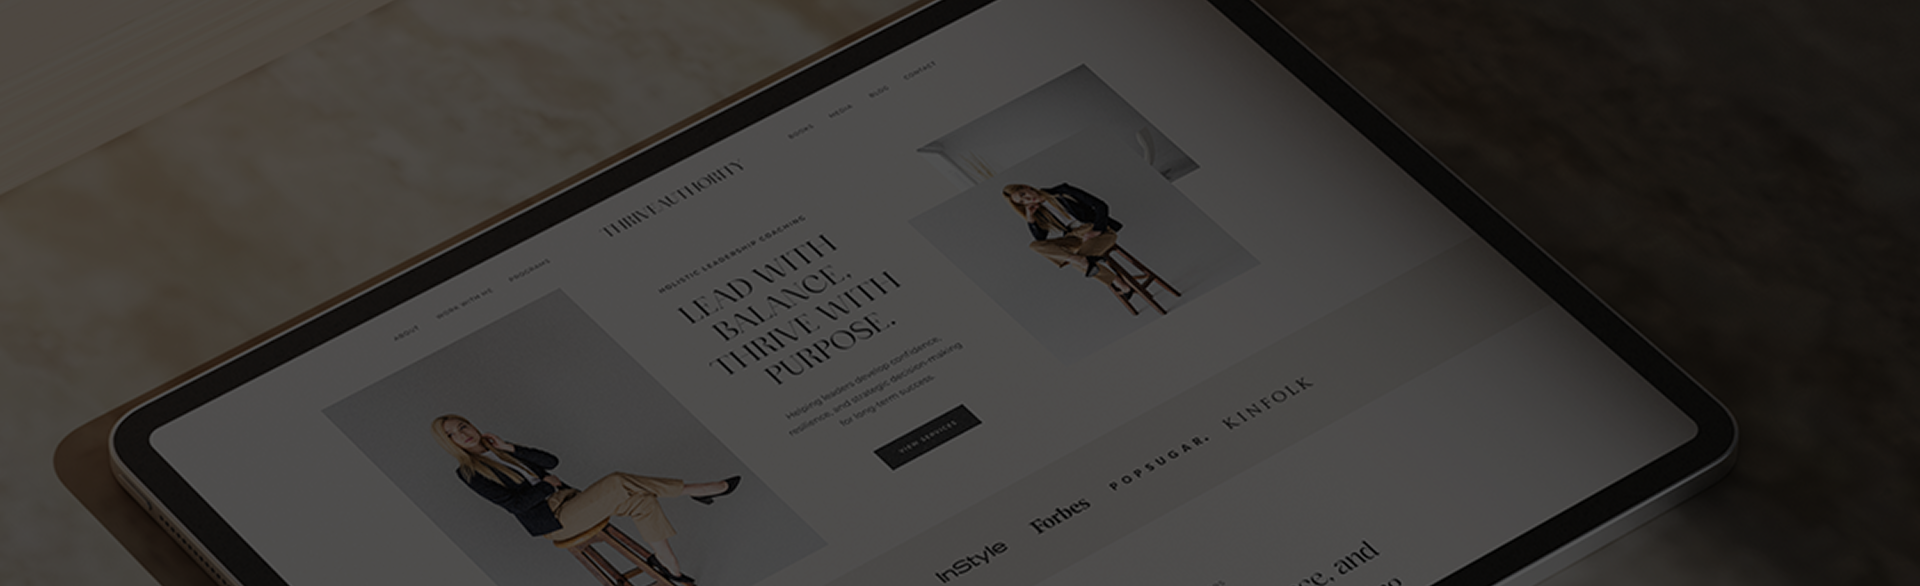 ABOUT WORK WITH ME PROGRAMS
THRIVE AUTHORITY
BOOKS MEDIA BLOG CONTACT
HOLISTIC LEADERSHIP COACHING
LEAD WITH
BALANCE,
THRIVE WITH
PURPOSE.
Helping leaders develop confidence,
resilience, and strategic decision-making
for long-term success.
VIEW SERVICES
InStyle Forbes POPSUGAR. KINFOLK
and